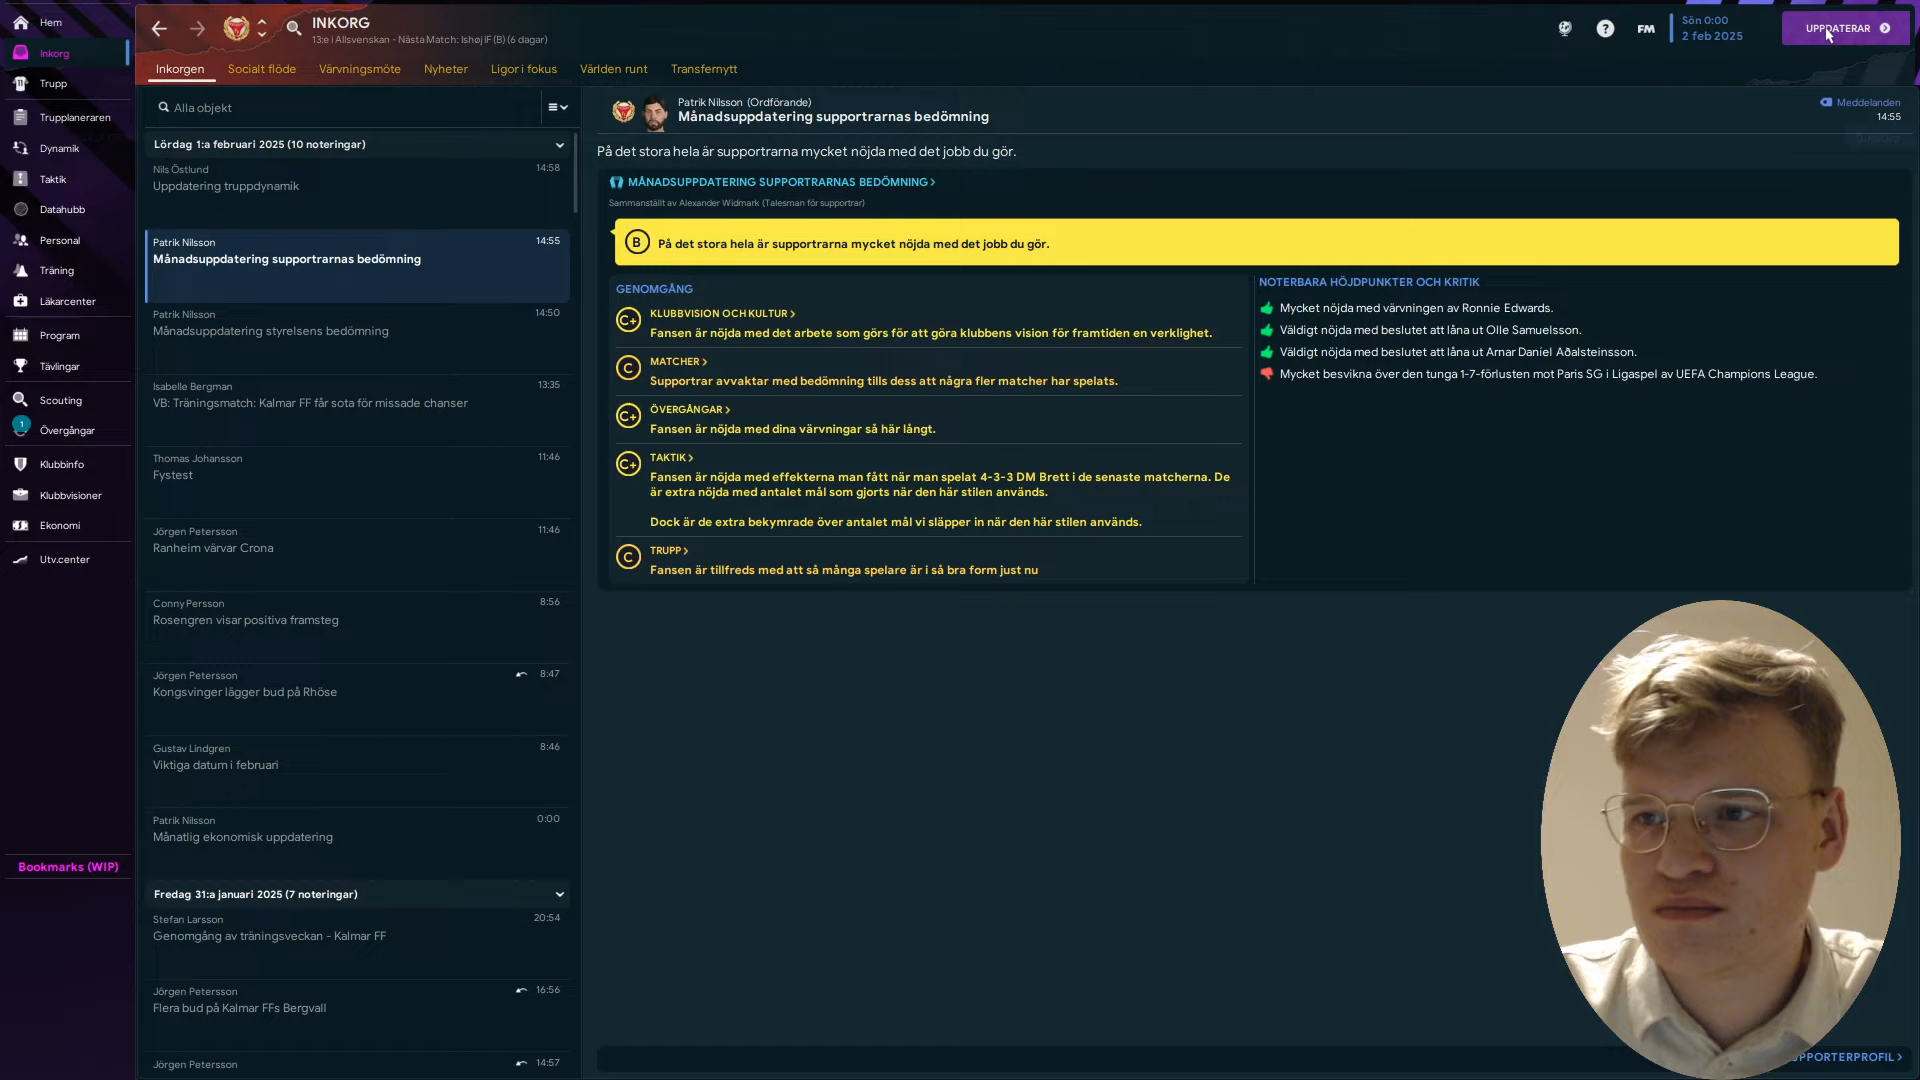 Hem
Inkorg
Trupp
Trupplaneraren
Dynamik
Taktik
Datahubb
Personal
Träning
Läkarcenter
Program
Tävlingar
Scouting
1
Övergångar
Klubbinfo
Klubbvisioner
Ekonomi
Utv.center
Bookmarks (WIP)
INKORG
13:e i Allsvenskan - Nästa Match: Ishøj IF (B) (6 dagar)
FM
Sön 0:00
2 feb 2025
UPPDATERAR
Inkorgen
Socialt flöde
Värvningsmöte
Nyheter
Ligor i fokus
Världen runt
Transfernytt
Alla objekt
Lördag 1:a februari 2025 (10 noteringar)
Nils Östlund 14:58
Uppdatering truppdynamik
Patrik Nilsson 14:55
Månadsuppdatering supportrarnas bedömning
Patrik Nilsson 14:50
Månadsuppdatering styrelsens bedömning
Isabelle Bergman 13:35
VB: Träningsmatch: Kalmar FF får sota för missade chanser
Thomas Johansson 11:46
Fystest
Jörgen Petersson 11:46
Ranheim värvar Crona
Conny Persson 8:56
Rosengren visar positiva framsteg
Jörgen Petersson 8:47
Kongsvinger lägger bud på Rhöse
Gustav Lindgren 8:46
Viktiga datum i februari
Patrik Nilsson 0:00
Månatlig ekonomisk uppdatering
Fredag 31:a januari 2025 (7 noteringar)
Stefan Larsson 20:54
Genomgång av träningsveckan - Kalmar FF
Jörgen Petersson 16:56
Flera bud på Kalmar FFs Bergvall
Jörgen Petersson 14:57
Patrik Nilsson (Ordförande)
Månadsuppdatering supportrarnas bedömning
Meddelanden
14:55
På det stora hela är supportrarna mycket nöjda med det jobb du gör.
MÅNADSUPPDATERING SUPPORTRARNAS BEDÖMNING
Sammanställt av Alexander Widmark (Talesman för supportrar)
B På det stora hela är supportrarna mycket nöjda med det jobb du gör.
GENOMGÅNG
C+ KLUBBVISION OCH KULTUR
Fansen är nöjda med det arbete som görs för att göra klubbens vision för framtiden en verklighet.
C MATCHER
Supportrar avvaktar med bedömning tills dess att några fler matcher har spelats.
C+ ÖVERGÅNGAR
Fansen är nöjda med dina värvningar så här långt.
C+ TAKTIK
Fansen är nöjda med effekterna man fått när man spelat 4-3-3 DM Brett i de senaste matcherna. De
är extra nöjda med antalet mål som gjorts när den här stilen används.
Dock är de extra bekymrade över antalet mål vi släpper in när den här stilen används.
C TRUPP
Fansen är tillfreds med att så många spelare är i så bra form just nu
NOTERBARA HÖJDPUNKTER OCH KRITIK
Mycket nöjda med värvningen av Ronnie Edwards.
Väldigt nöjda med beslutet att låna ut Olle Samuelsson.
Väldigt nöjda med beslutet att låna ut Arnar Daníel Aðalsteinsson.
Mycket besvikna över den tunga 1-7-förlusten mot Paris SG i Ligaspel av UEFA Champions League.
PPORTERPROFIL